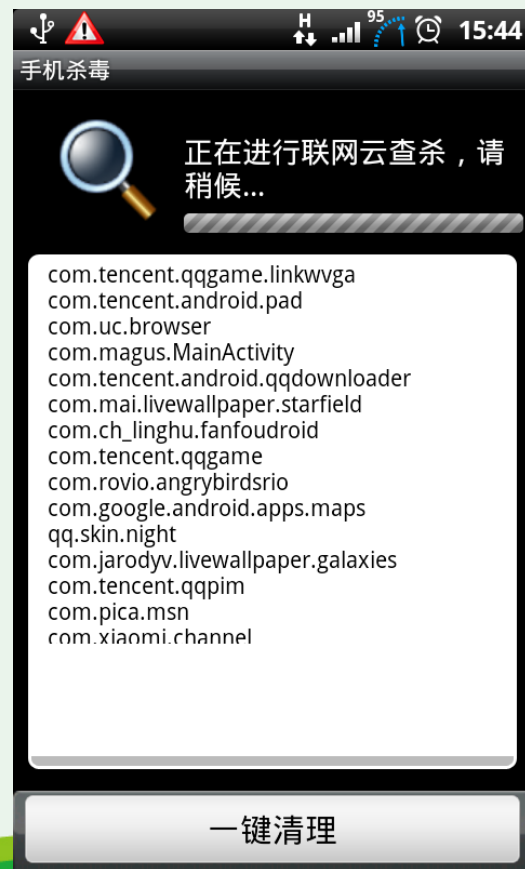 H
95
15:44
手机杀毒
正在进行联网云查杀，请
稍候...
com.tencent.qqgame.linkwvga
com.tencent.android.pad
com.uc.browser
com.magus.MainActivity
com.tencent.android.qqdownloader
com.mai.livewallpaper.starfield
com.ch_linghu.fanfoudroid
com.tencent.qqgame
com.rovio.angrybirdsrio
com.google.android.apps.maps
qq.skin.night
com.jarodyv.livewallpaper.galaxies
com.tencent.qqpim
com.pica.msn
com.xiaomi.channel
一键清理